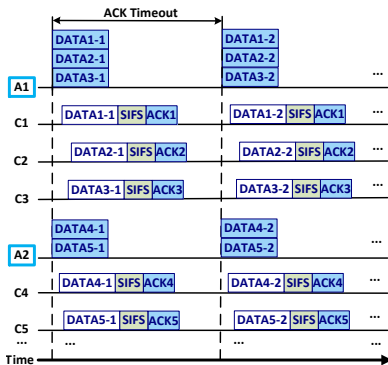 ACK Timeout
DATA1-1 DATA1-2
DATA2-1 DATA2-2
DATA3-1 DATA3-2 ...
A1
C1 DATA1-1 SIFS ACK1 DATA1-2 SIFS ACK1 ...
C2 DATA2-1 SIFS ACK2 DATA2-2 SIFS ACK2 ...
C3 DATA3-1 SIFS ACK3 DATA3-2 SIFS ACK3 ...
DATA4-1 DATA4-2
DATA5-1 DATA5-2 ...
A2
C4 DATA4-1 SIFS ACK4 DATA4-2 SIFS ACK4 ...
C5 DATA5-1 SIFS ACK5 DATA5-2 SIFS ACK5 ...
... ... ...
Time